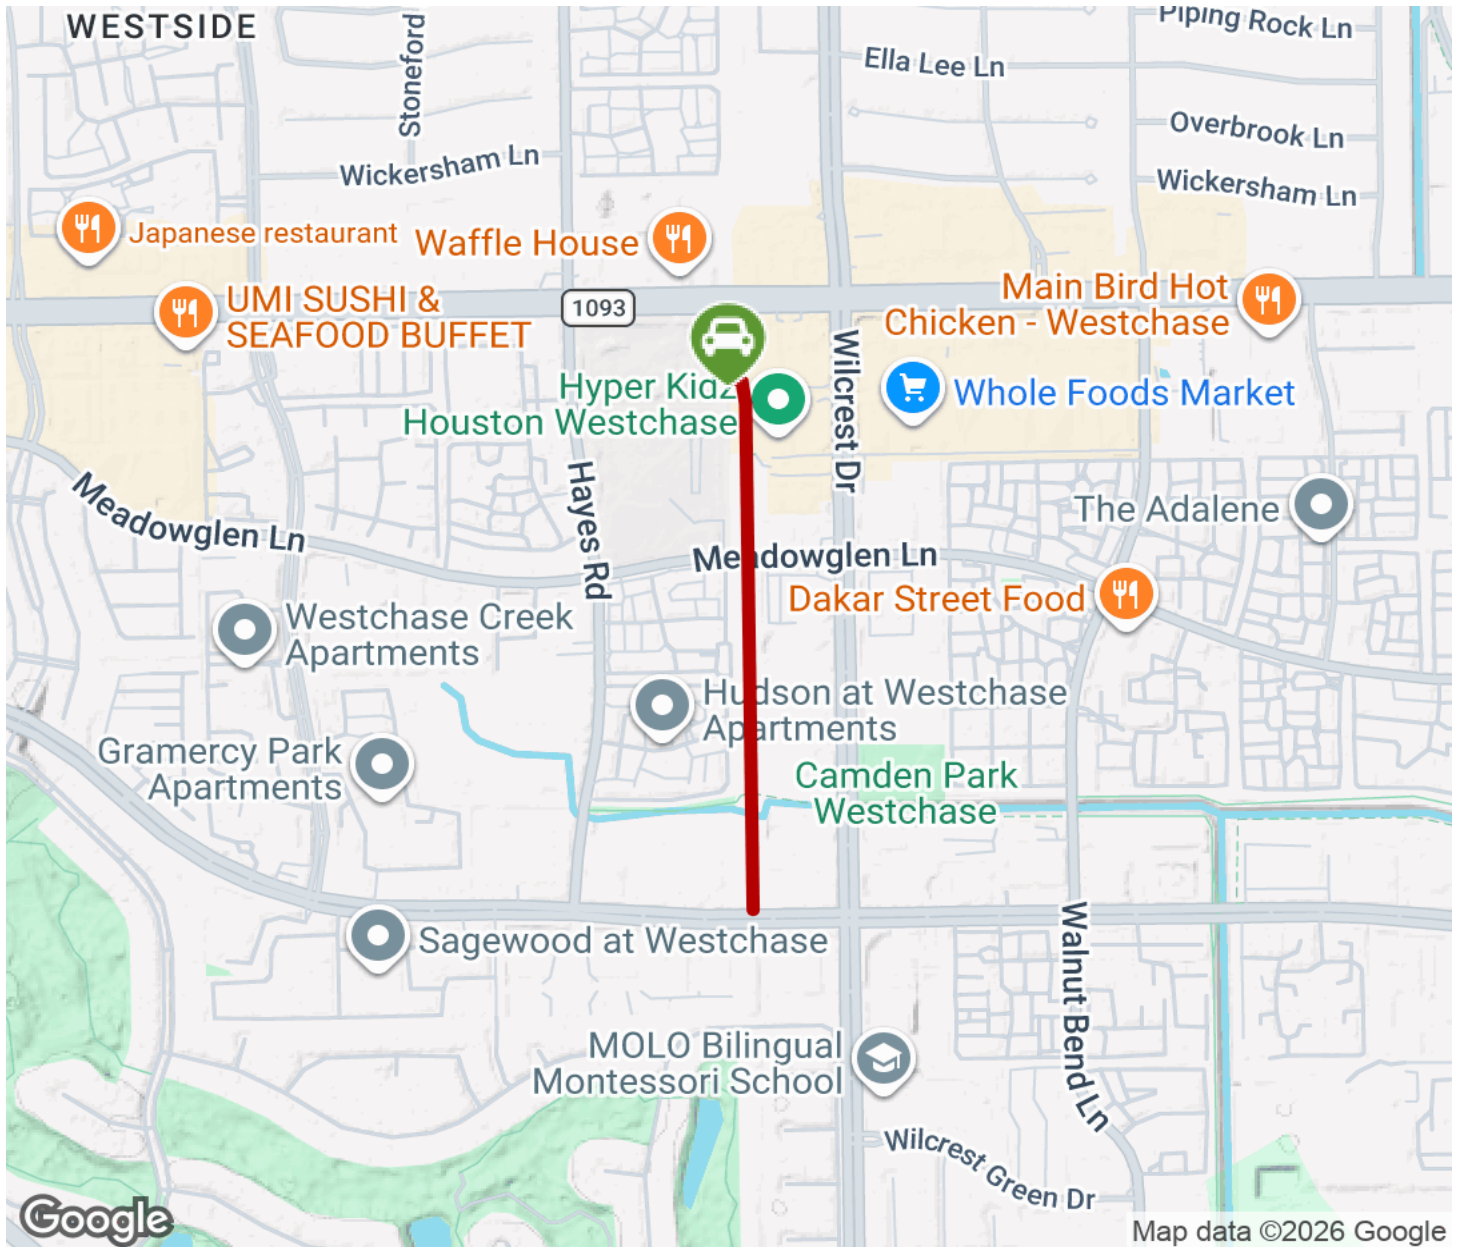 WESTSIDE
Stoneford
Piping Rock Ln
Ella Lee Ln
Overbrook Ln
Wickersham Ln
Wickersham Ln
Japanese restaurant
Waffle House
UMI SUSHI &
SEAFOOD BUFFET
1093
Main Bird Hot
Chicken - Westchase
Hyper Kidz
Houston Westchase
Wilcrest Dr
Whole Foods Market
Meadowglen Ln
Hayes Rd
The Adalene
Meadowglen Ln
Dakar Street Food
Westchase Creek
Apartments
Hudson at Westchase
Apartments
Gramercy Park
Apartments
Camden Park
Westchase
Sagewood at Westchase
Walnut Bend Ln
MOLO Bilingual
Montessori School
Wilcrest Green Dr
Google
Map data ©2026 Google